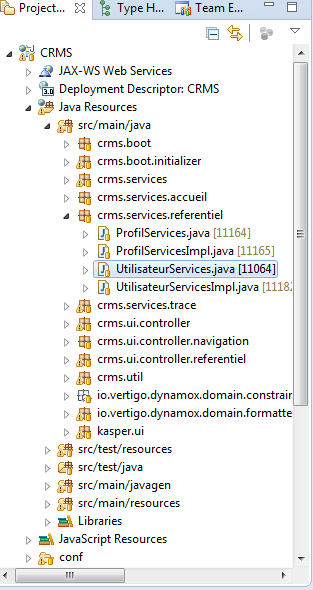 Project... Type H... Team E...
CRMS
JAX-WS Web Services
3.0 Deployment Descriptor: CRMS
Java Resources
src/main/java
crms.boot
crms.boot.initializer
crms.services
crms.services.accueil
crms.services.referentiel
ProfilServices.java [11164]
ProfilServicesImpl.java [11165]
UtilisateurServices.java [11064]
UtilisateurServicesImpl.java [11182
crms.services.trace
crms.ui.controller
crms.ui.controller.navigation
crms.ui.controller.referentiel
crms.util
io.vertigo.dynamox.domain.constrain
io.vertigo.dynamox.domain.formatte
kasper.ui
src/test/resources
src/test/java
src/main/javagen
src/main/resources
Libraries
JavaScript Resources
conf